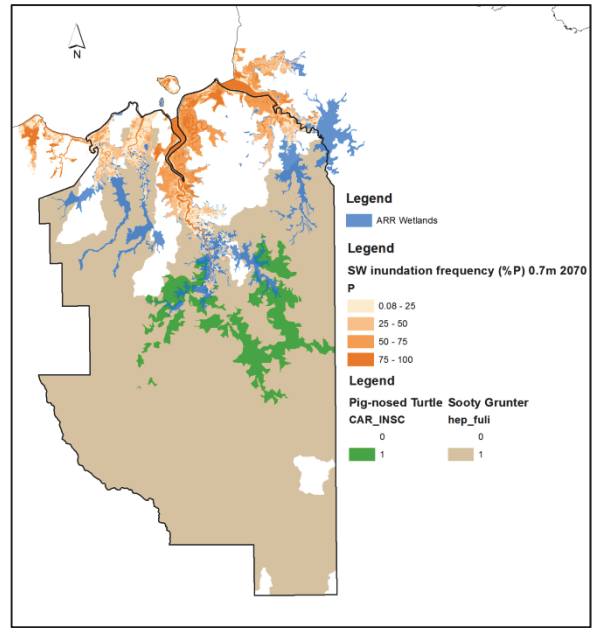 N
Legend
ARR Wetlands
Legend
SW inundation frequency (%P) 0.7m 2070
P
0.08 - 25
25 - 50
50 - 75
75 - 100
Legend
Pig-nosed Turtle Sooty Grunter
CAR_INSC hep_fuli
0 0
1 1